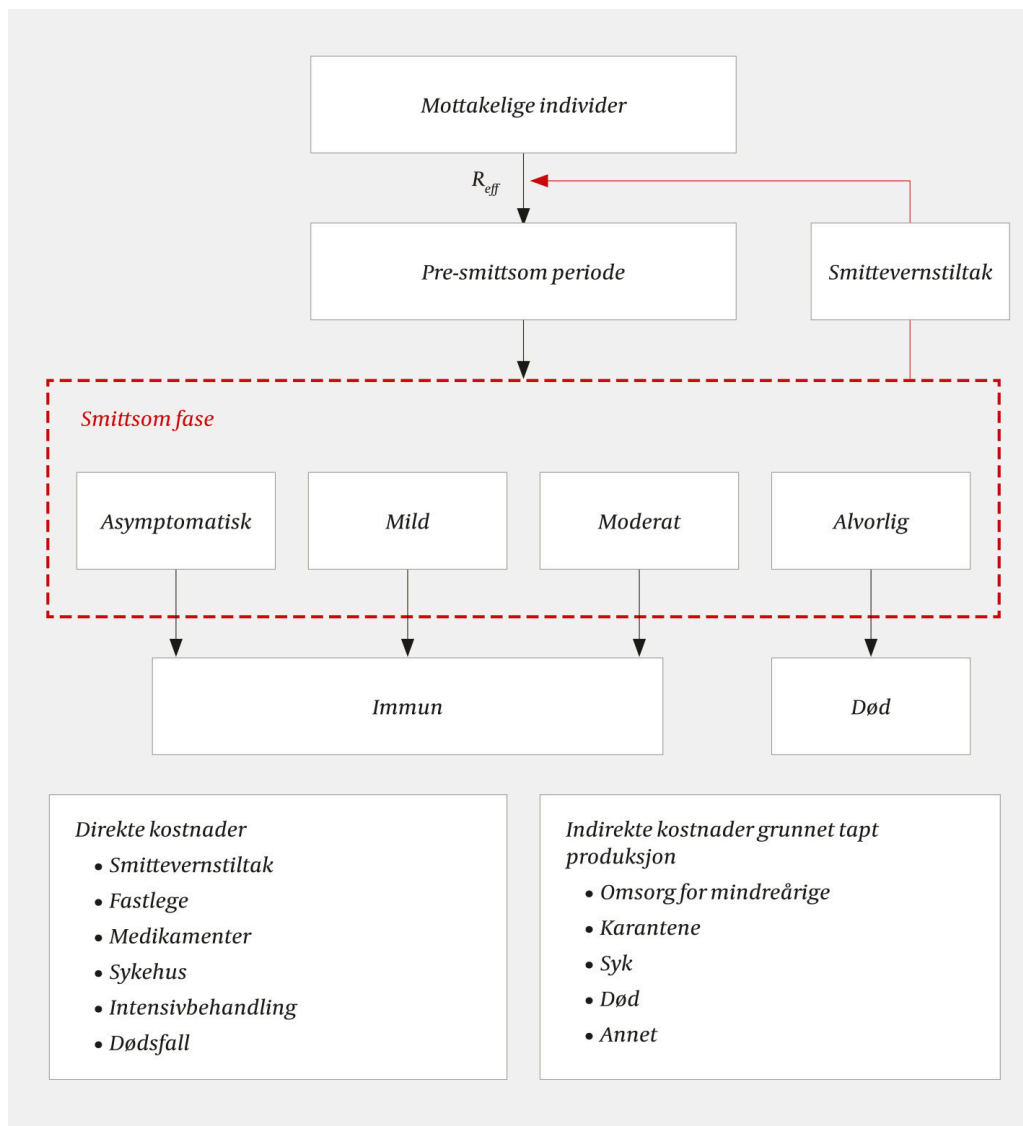 Mottakelige individer
R_eff
Pre-smittsom periode
Smittevernstiltak
Smittsom fase
Asymptomatisk
Mild
Moderat
Alvorlig
Immun
Død
Direkte kostnader
• Smittevernstiltak
• Fastlege
• Medikamenter
• Sykehus
• Intensivbehandling
• Dødsfall
Indirekte kostnader grunnet tapt
produksjon
• Omsorg for mindreårige
• Karantene
• Syk
• Død
• Annet